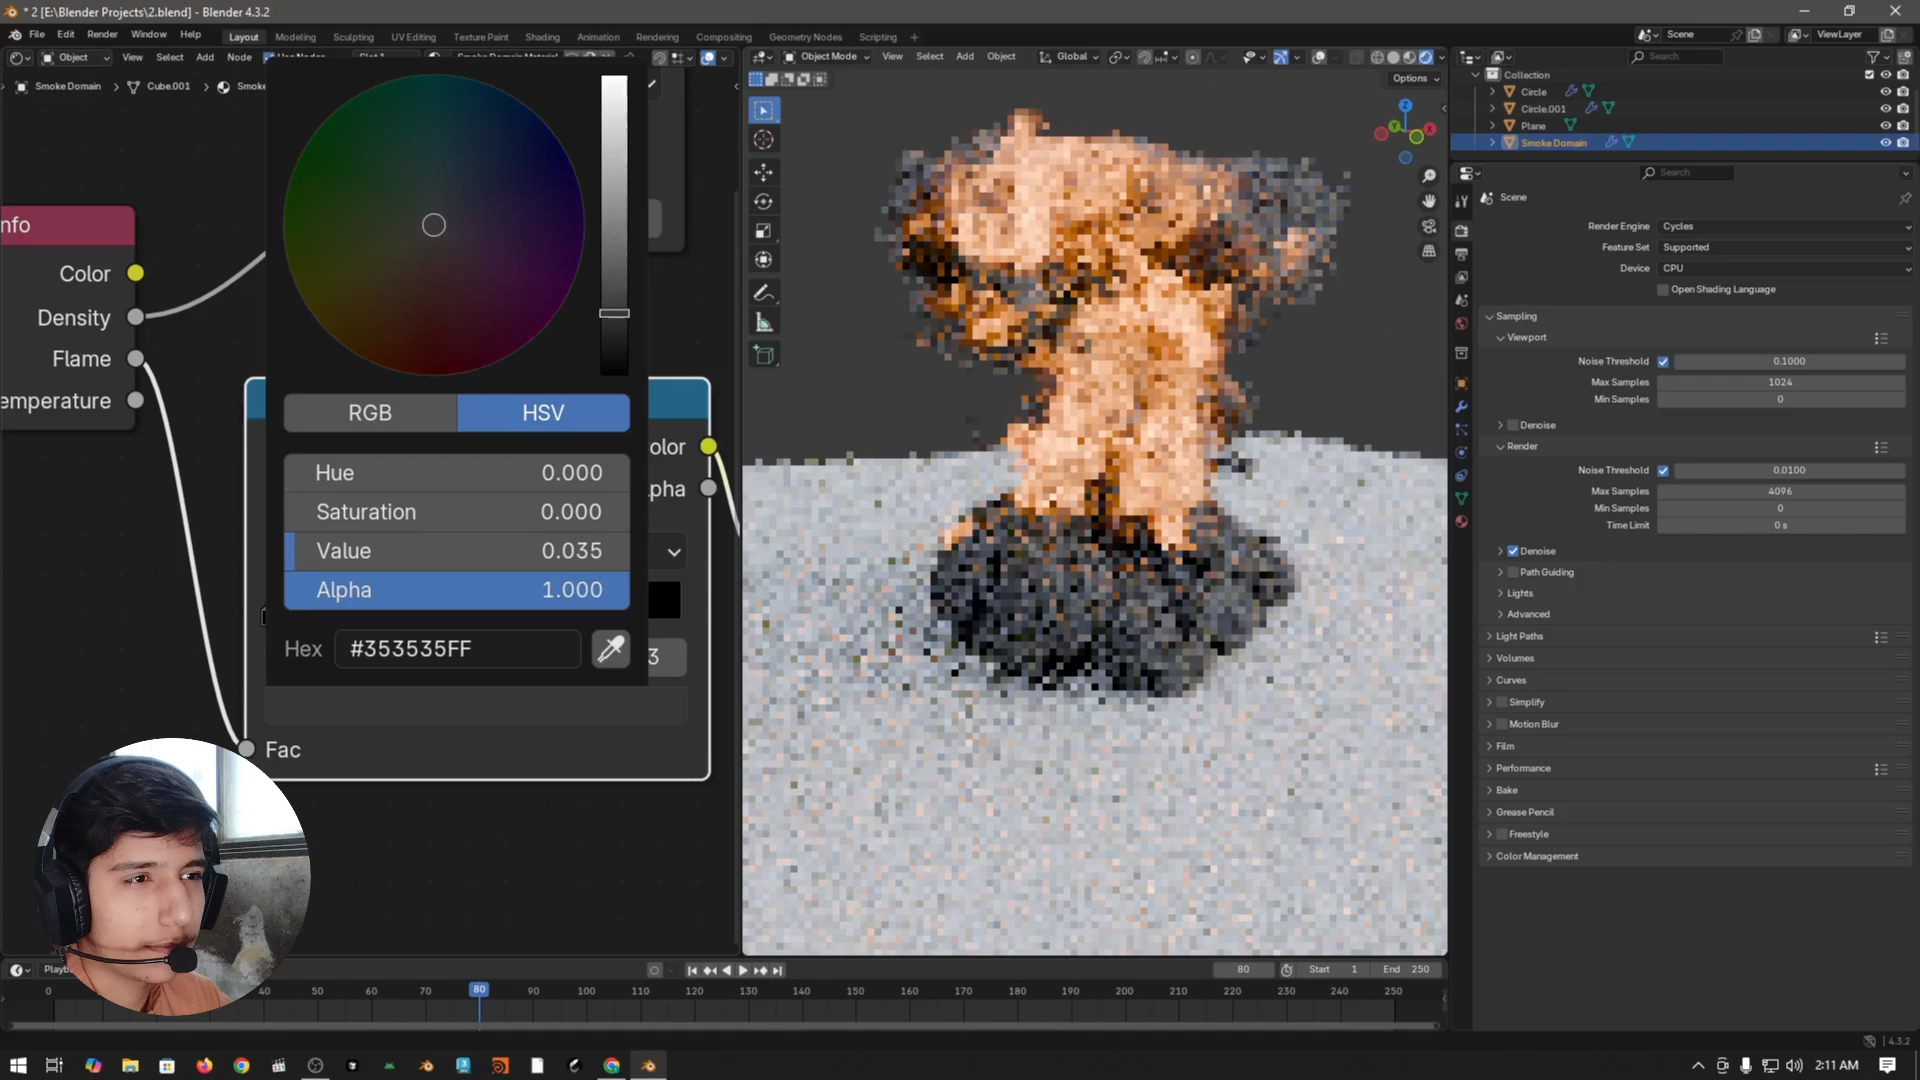 * 2 [E:\Blender Projects\2.blend] - Blender 4.3.2
File Edit Render Window Help
Layout Modeling Sculpting UV Editing Texture Paint Shading Animation Rendering Compositing Geometry Nodes Scripting +
Scene
ViewLayer
Object View Select Add Node
Object Mode View Select Add Object Global
Options
Smoke Domain > Cube.001 >
nfo
Color
Density
Flame
emperature
RGB HSV
Hue 0.000
Saturation 0.000
Value 0.035
Alpha 1.000
Hex #353535FF
olor
pha
3
Fac
Z
Y
X
Search
Collection
Circle
Circle.001
Plane
Smoke Domain
Search
Scene
Render Engine Cycles
Feature Set Supported
Device CPU
Open Shading Language
Sampling
Viewport
Noise Threshold 0.1000
Max Samples 1024
Min Samples 0
Denoise
Render
Noise Threshold 0.0100
Max Samples 4096
Min Samples 0
Time Limit 0 s
Denoise
Path Guiding
Lights
Advanced
Light Paths
Volumes
Curves
Simplify
Motion Blur
Film
Performance
Bake
Grease Pencil
Freestyle
Color Management
80 Start 1 End 250
0 40 50 60 70 80 90 100 110 120 130 140 150 160 170 180 190 200 210 220 230 240 250
4.3.2
2:11 AM